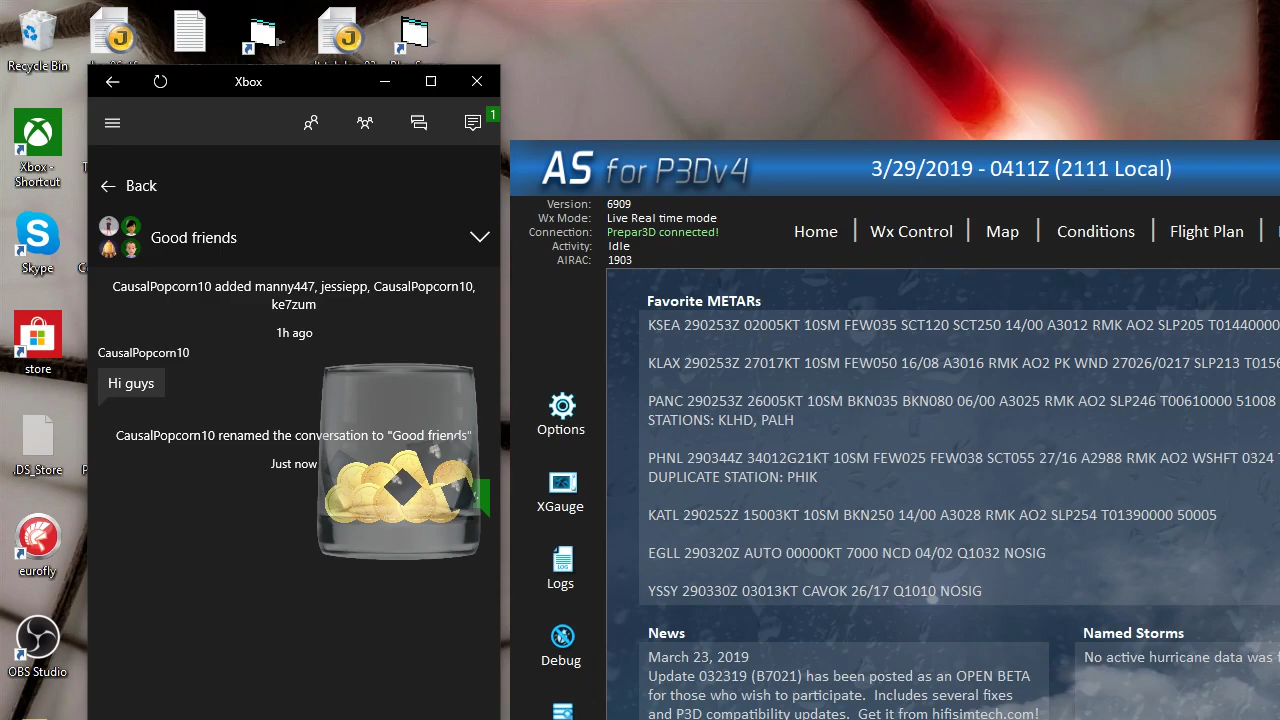 Recycle Bin
Xbox -
Shortcut
Skype
store
.DS_Store
eurofly
OBS Studio
Xbox
1
Back
Good friends
CausalPopcorn10 added manny447, jessiepp, CausalPopcorn10,
ke7zum
1h ago
CausalPopcorn10
Hi guys
CausalPopcorn10 renamed the conversation to "Good friends"
Just now
AS for P3Dv4
3/29/2019 - 0411Z (2111 Local)
Version: 6909
Wx Mode: Live Real time mode
Connection: Prepar3D connected!
Activity: Idle
AIRAC: 1903
Home | Wx Control | Map | Conditions | Flight Plan |
Options
XGauge
LOG
Logs
Debug
Favorite METARs
KSEA 290253Z 02005KT 10SM FEW035 SCT120 SCT250 14/00 A3012 RMK AO2 SLP205 T01440000
KLAX 290253Z 27017KT 10SM FEW050 16/08 A3016 RMK AO2 PK WND 27026/0217 SLP213 T0156
PANC 290253Z 26005KT 10SM BKN035 BKN080 06/00 A3025 RMK AO2 SLP246 T00610000 51008
STATIONS: KLHD, PALH
PHNL 290344Z 34012G21KT 10SM FEW025 FEW038 SCT055 27/16 A2988 RMK AO2 WSHFT 0324
DUPLICATE STATION: PHIK
KATL 290252Z 15003KT 10SM BKN250 14/00 A3028 RMK AO2 SLP254 T01390000 50005
EGLL 290320Z AUTO 00000KT 7000 NCD 04/02 Q1032 NOSIG
YSSY 290330Z 03013KT CAVOK 26/17 Q1010 NOSIG
News
March 23, 2019
Update 032319 (B7021) has been posted as an OPEN BETA
for those who wish to participate. Includes several fixes
and P3D compatibility updates. Get it from hifisimtech.com!
Named Storms
No active hurricane data was